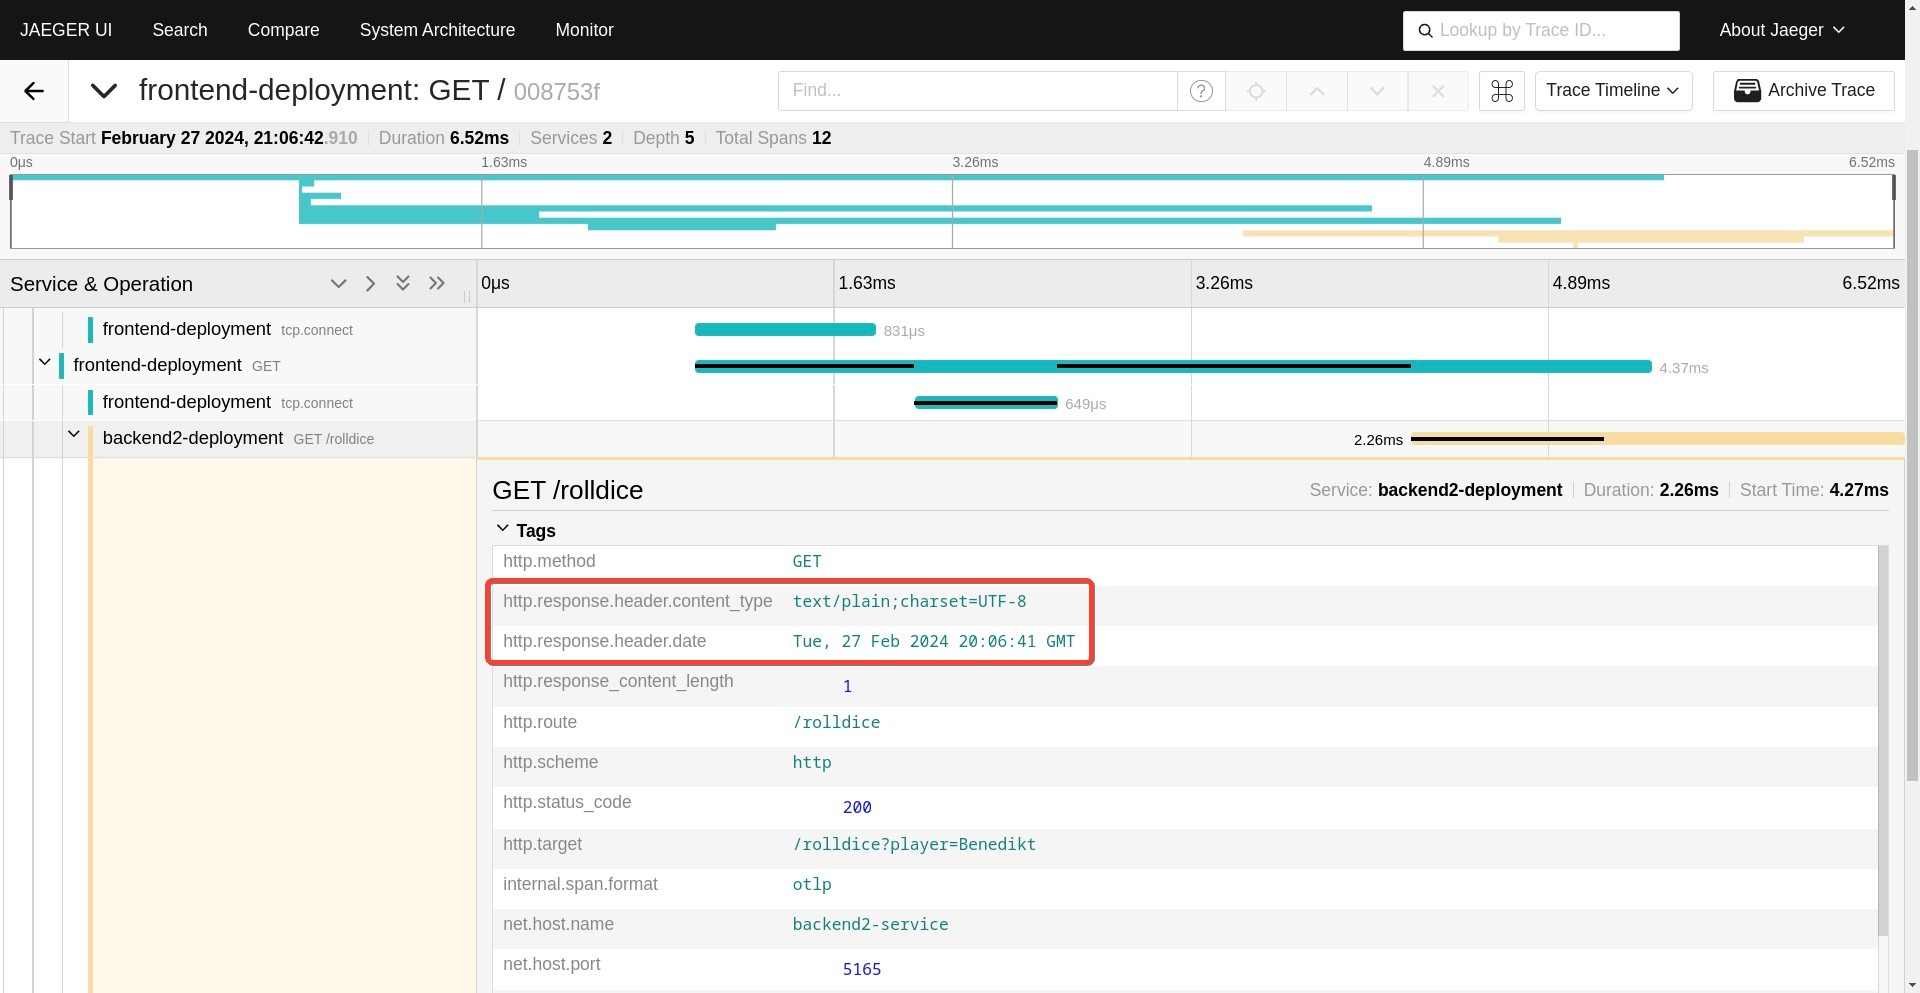 JAEGER UI Search Compare System Architecture Monitor Lookup by Trace ID... About Jaeger
frontend-deployment: GET / 008753f Find... ? Trace Timeline Archive Trace
Trace Start February 27 2024, 21:06:42.910 Duration 6.52ms Services 2 Depth 5 Total Spans 12
0μs 1.63ms 3.26ms 4.89ms 6.52ms
Service & Operation 0μs 1.63ms 3.26ms 4.89ms 6.52ms
frontend-deployment tcp.connect 831μs
frontend-deployment GET 4.37ms
frontend-deployment tcp.connect 649μs
backend2-deployment GET /rolldice 2.26ms
GET /rolldice Service: backend2-deployment Duration: 2.26ms Start Time: 4.27ms
Tags
http.method GET
http.response.header.content_type text/plain;charset=UTF-8
http.response.header.date Tue, 27 Feb 2024 20:06:41 GMT
http.response_content_length 1
http.route /rolldice
http.scheme http
http.status_code 200
http.target /rolldice?player=Benedikt
internal.span.format otlp
net.host.name backend2-service
net.host.port 5165